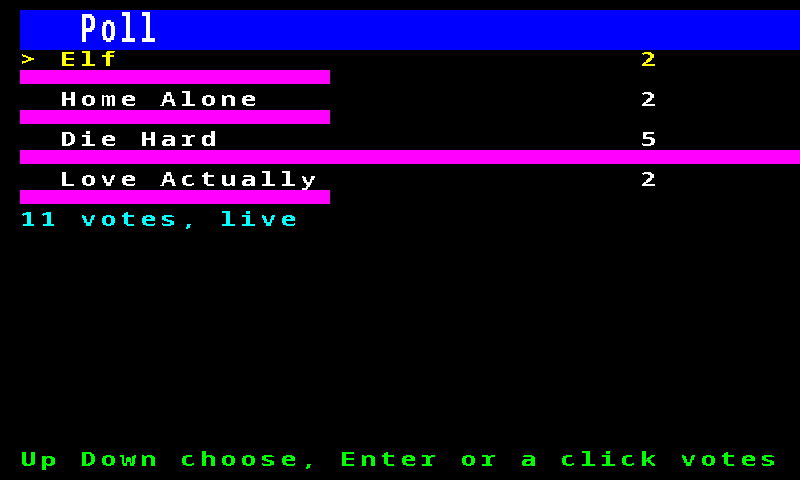 Poll
> Elf 2
Home Alone 2
Die Hard 5
Love Actually 2
11 votes, live
Up Down choose, Enter or a click votes